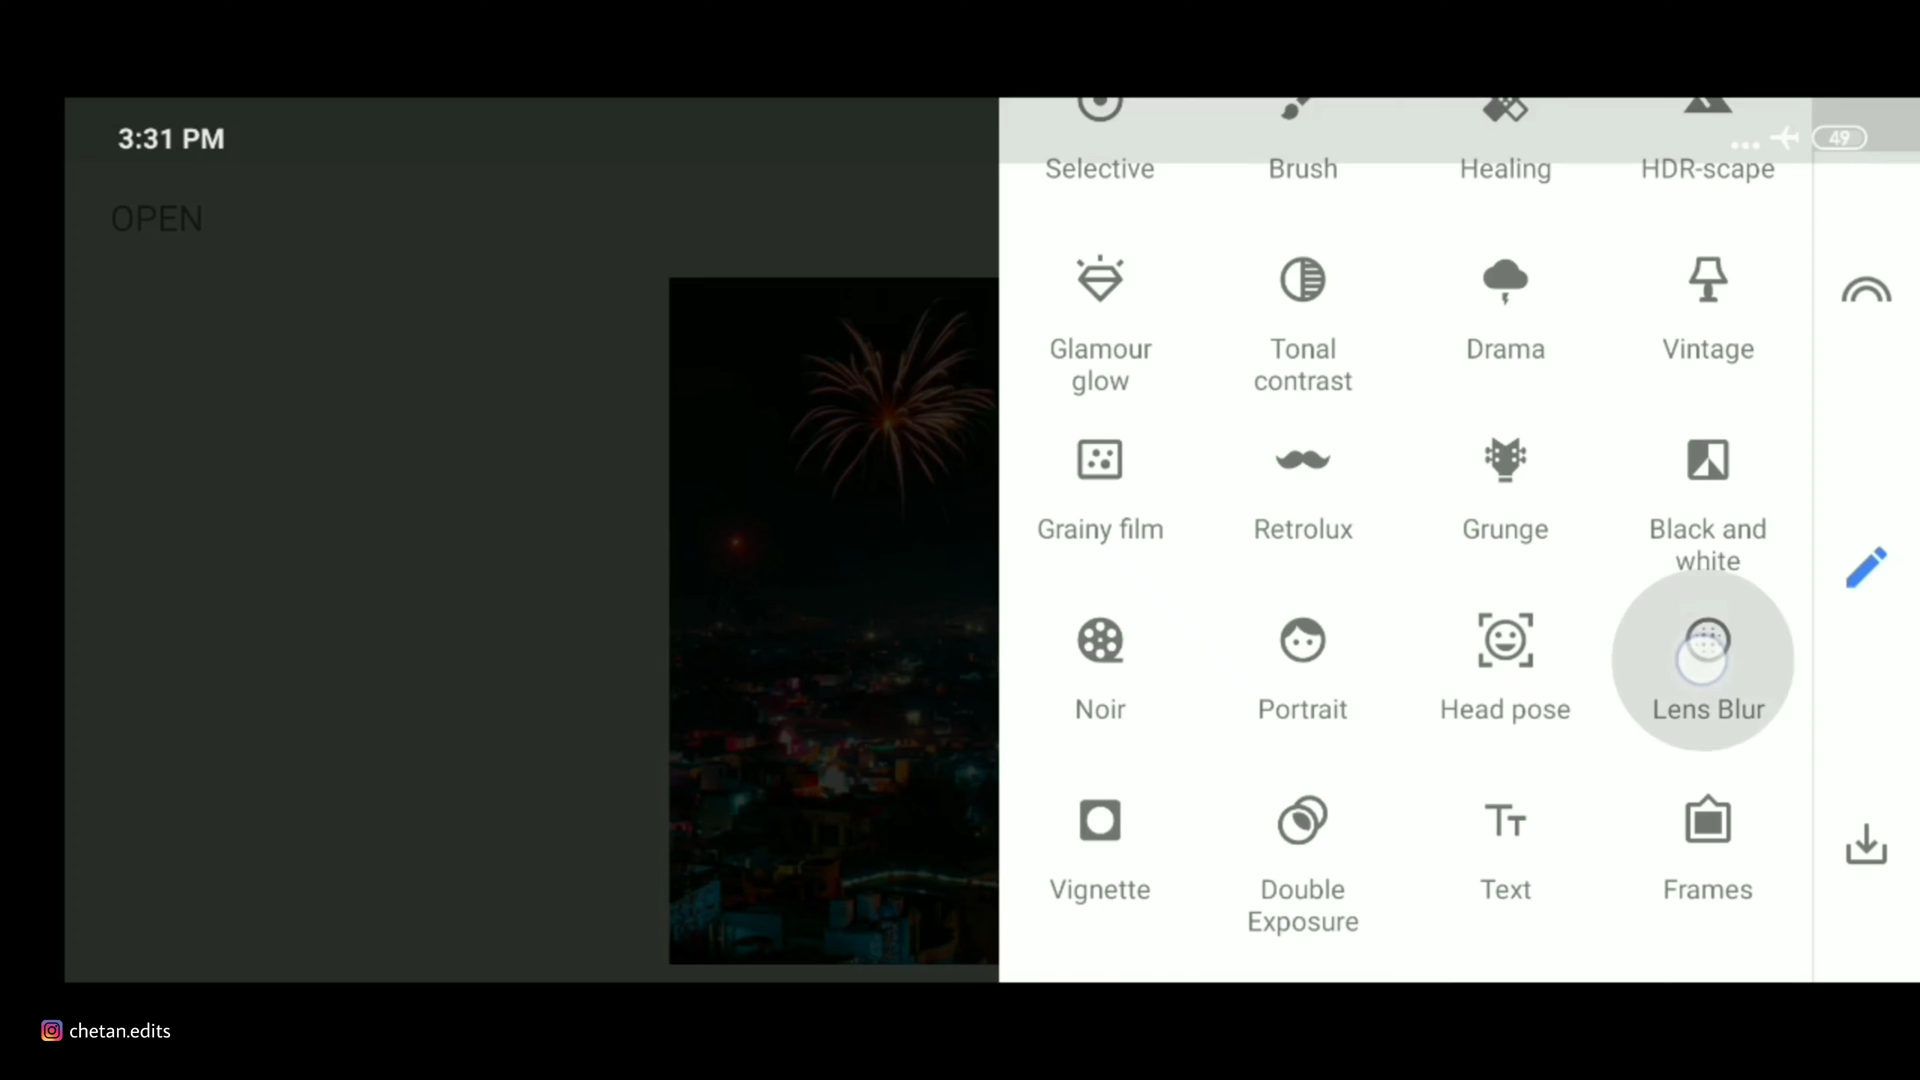 3:31 PM
49
OPEN
Selective
Brush
Healing
HDR-scape
Glamour
glow
Tonal
contrast
Drama
Vintage
Grainy film
Retrolux
Grunge
Black and
white
Noir
Portrait
Head pose
Lens Blur
Vignette
Double
Exposure
Text
Frames
chetan.edits